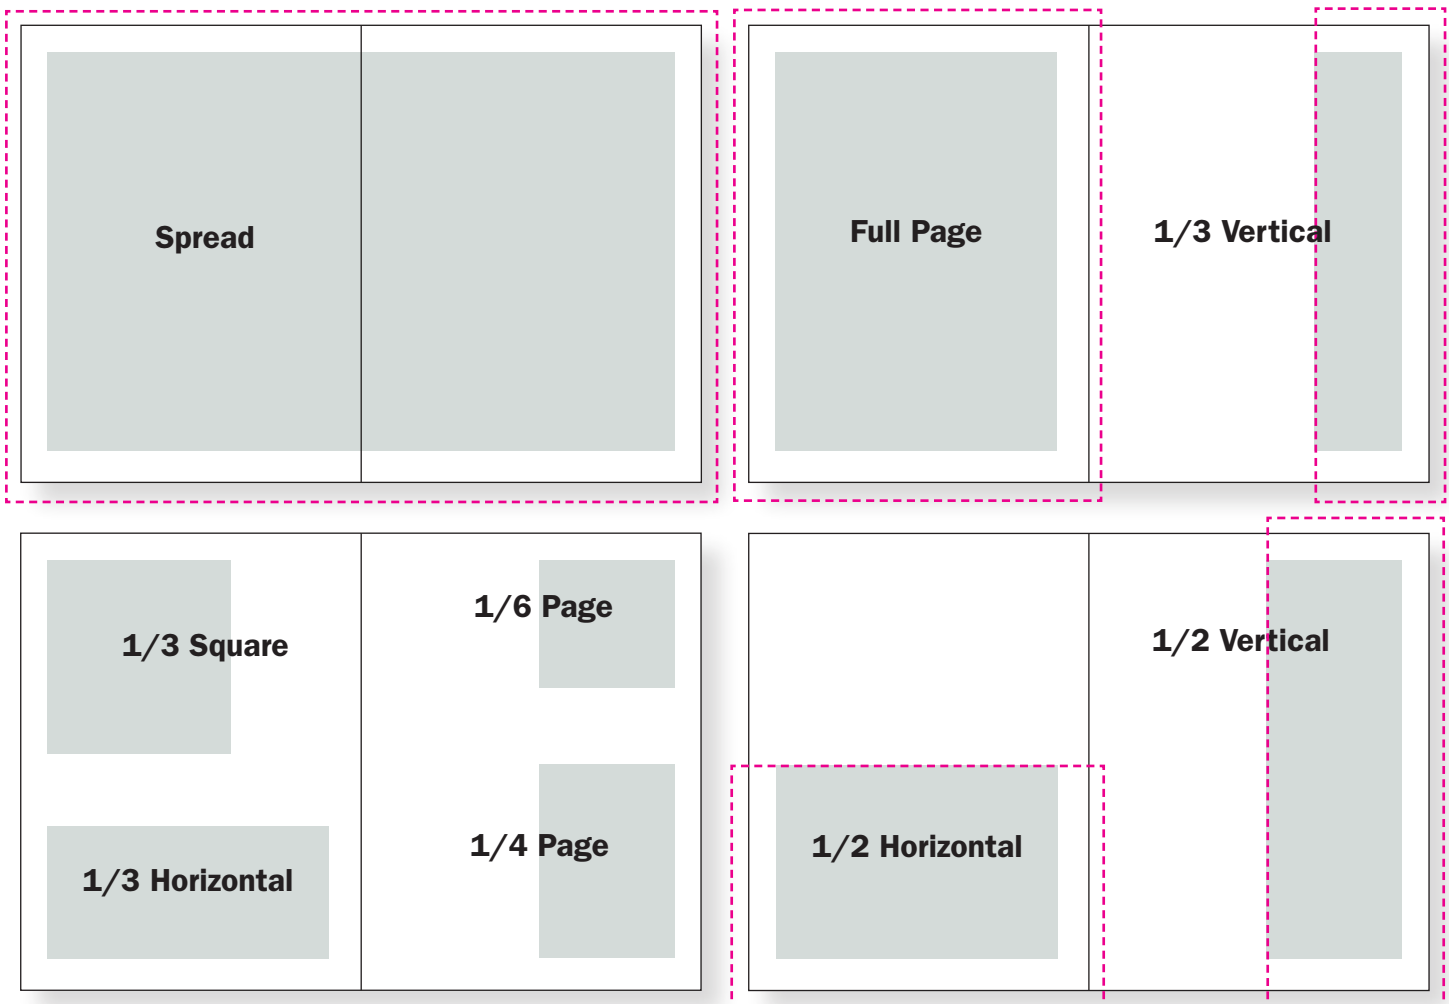 Spread
Full Page
1/3 Vertical
1/3 Square
1/6 Page
1/3 Horizontal
1/4 Page
1/2 Vertical
1/2 Horizontal